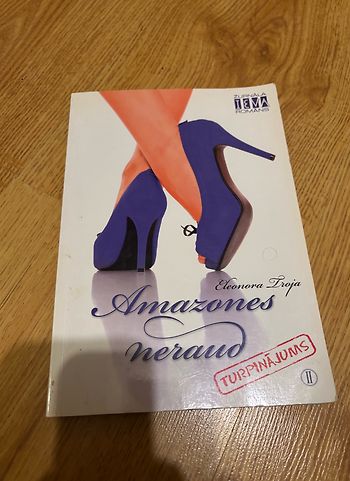 ŽURNĀLA
IEVA
ROMĀNS
Eleonora Troja
Amazones
neraud
TURPINĀJUMS
II